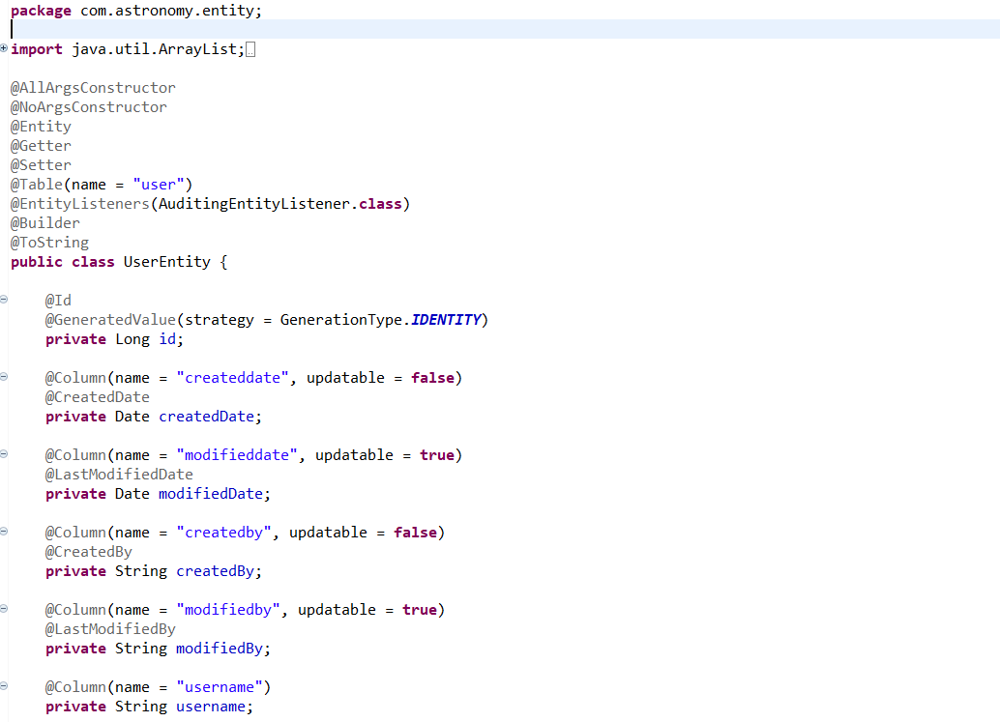 package com.astronomy.entity;
import java.util.ArrayList;
@AllArgsConstructor
@NoArgsConstructor
@Entity
@Getter
@Setter
@Table(name = "user")
@EntityListeners(AuditingEntityListener.class)
@Builder
@ToString
public class UserEntity {
@Id
@GeneratedValue(strategy = GenerationType.IDENTITY)
private Long id;
@Column(name = "createddate", updatable = false)
@CreatedDate
private Date createdDate;
@Column(name = "modifieddate", updatable = true)
@LastModifiedDate
private Date modifiedDate;
@Column(name = "createdby", updatable = false)
@CreatedBy
private String createdBy;
@Column(name = "modifiedby", updatable = true)
@LastModifiedBy
private String modifiedBy;
@Column(name = "username")
private String username;